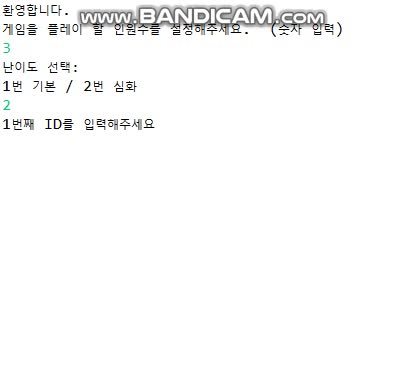 환영합니다.
www.BANDICAM.com
게임을 플레이 할 인원수를 설정해주세요. (숫자 입력)
3
난이도 선택:
1번 기본 / 2번 심화
2
1번째 ID를 입력해주세요